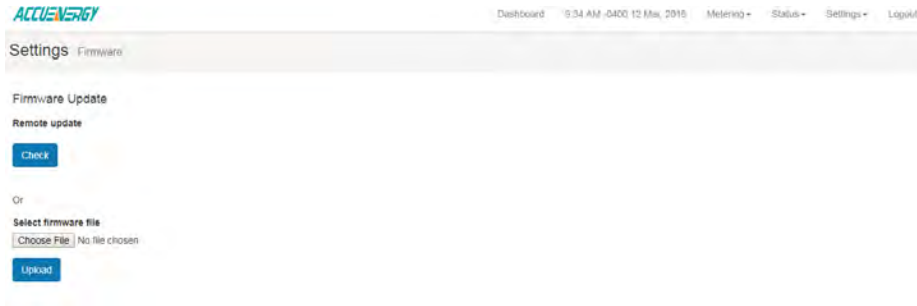 ACCUENERGY
Dashboard 9:34 AM -0400 12 May, 2016 Metering Status Settings Logout
Settings Firmware
Firmware Update
Remote update
Check
Or
Select firmware file
Choose File No file chosen
Upload